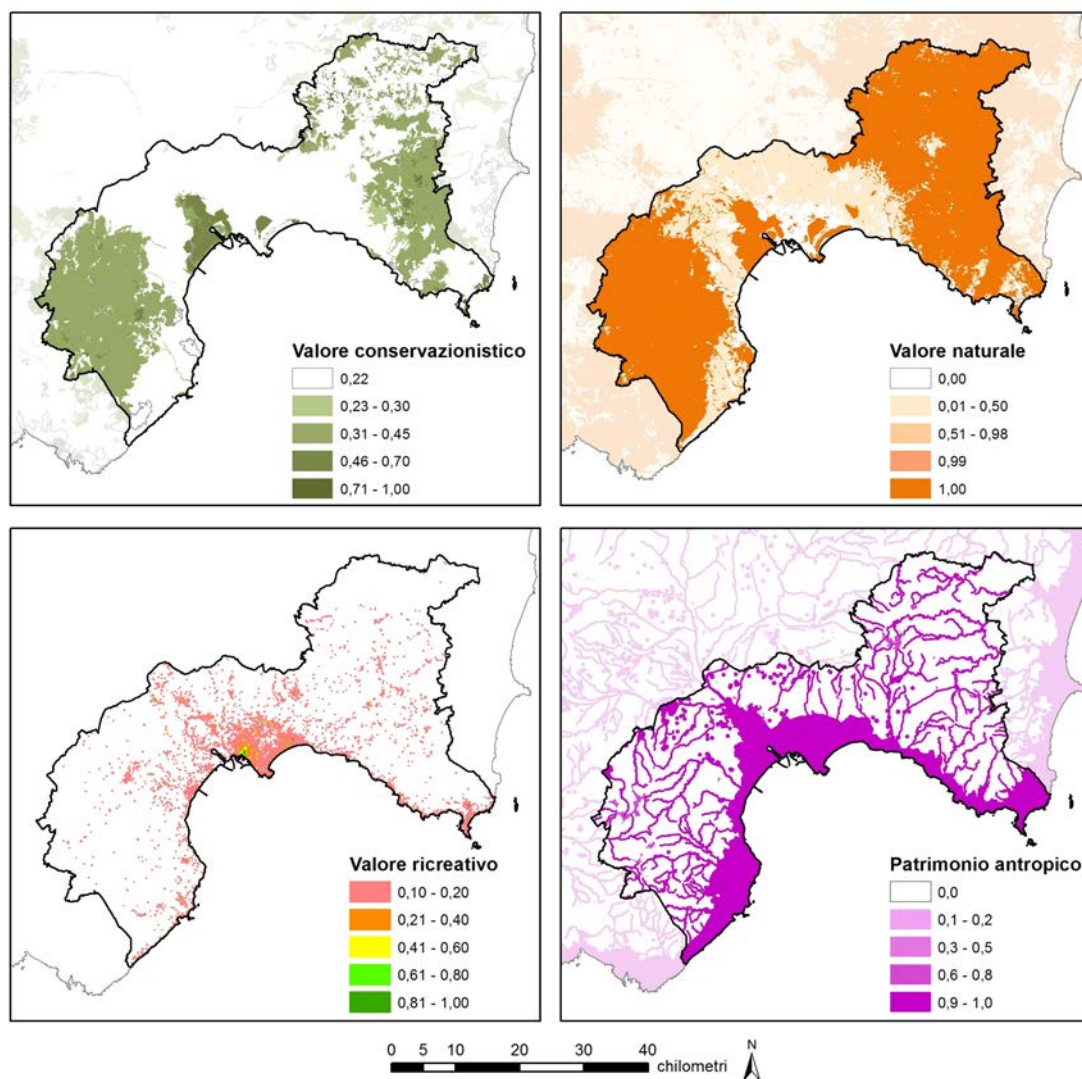 Valore conservazionistico
0,22
0,23 - 0,30
0,31 - 0,45
0,46 - 0,70
0,71 - 1,00
Valore naturale
0,00
0,01 - 0,50
0,51 - 0,98
0,99
1,00
Valore ricreativo
0,10 - 0,20
0,21 - 0,40
0,41 - 0,60
0,61 - 0,80
0,81 - 1,00
Patrimonio antropico
0,0
0,1 - 0,2
0,3 - 0,5
0,6 - 0,8
0,9 - 1,0
0 5 10 20 30 40 chilometri
N